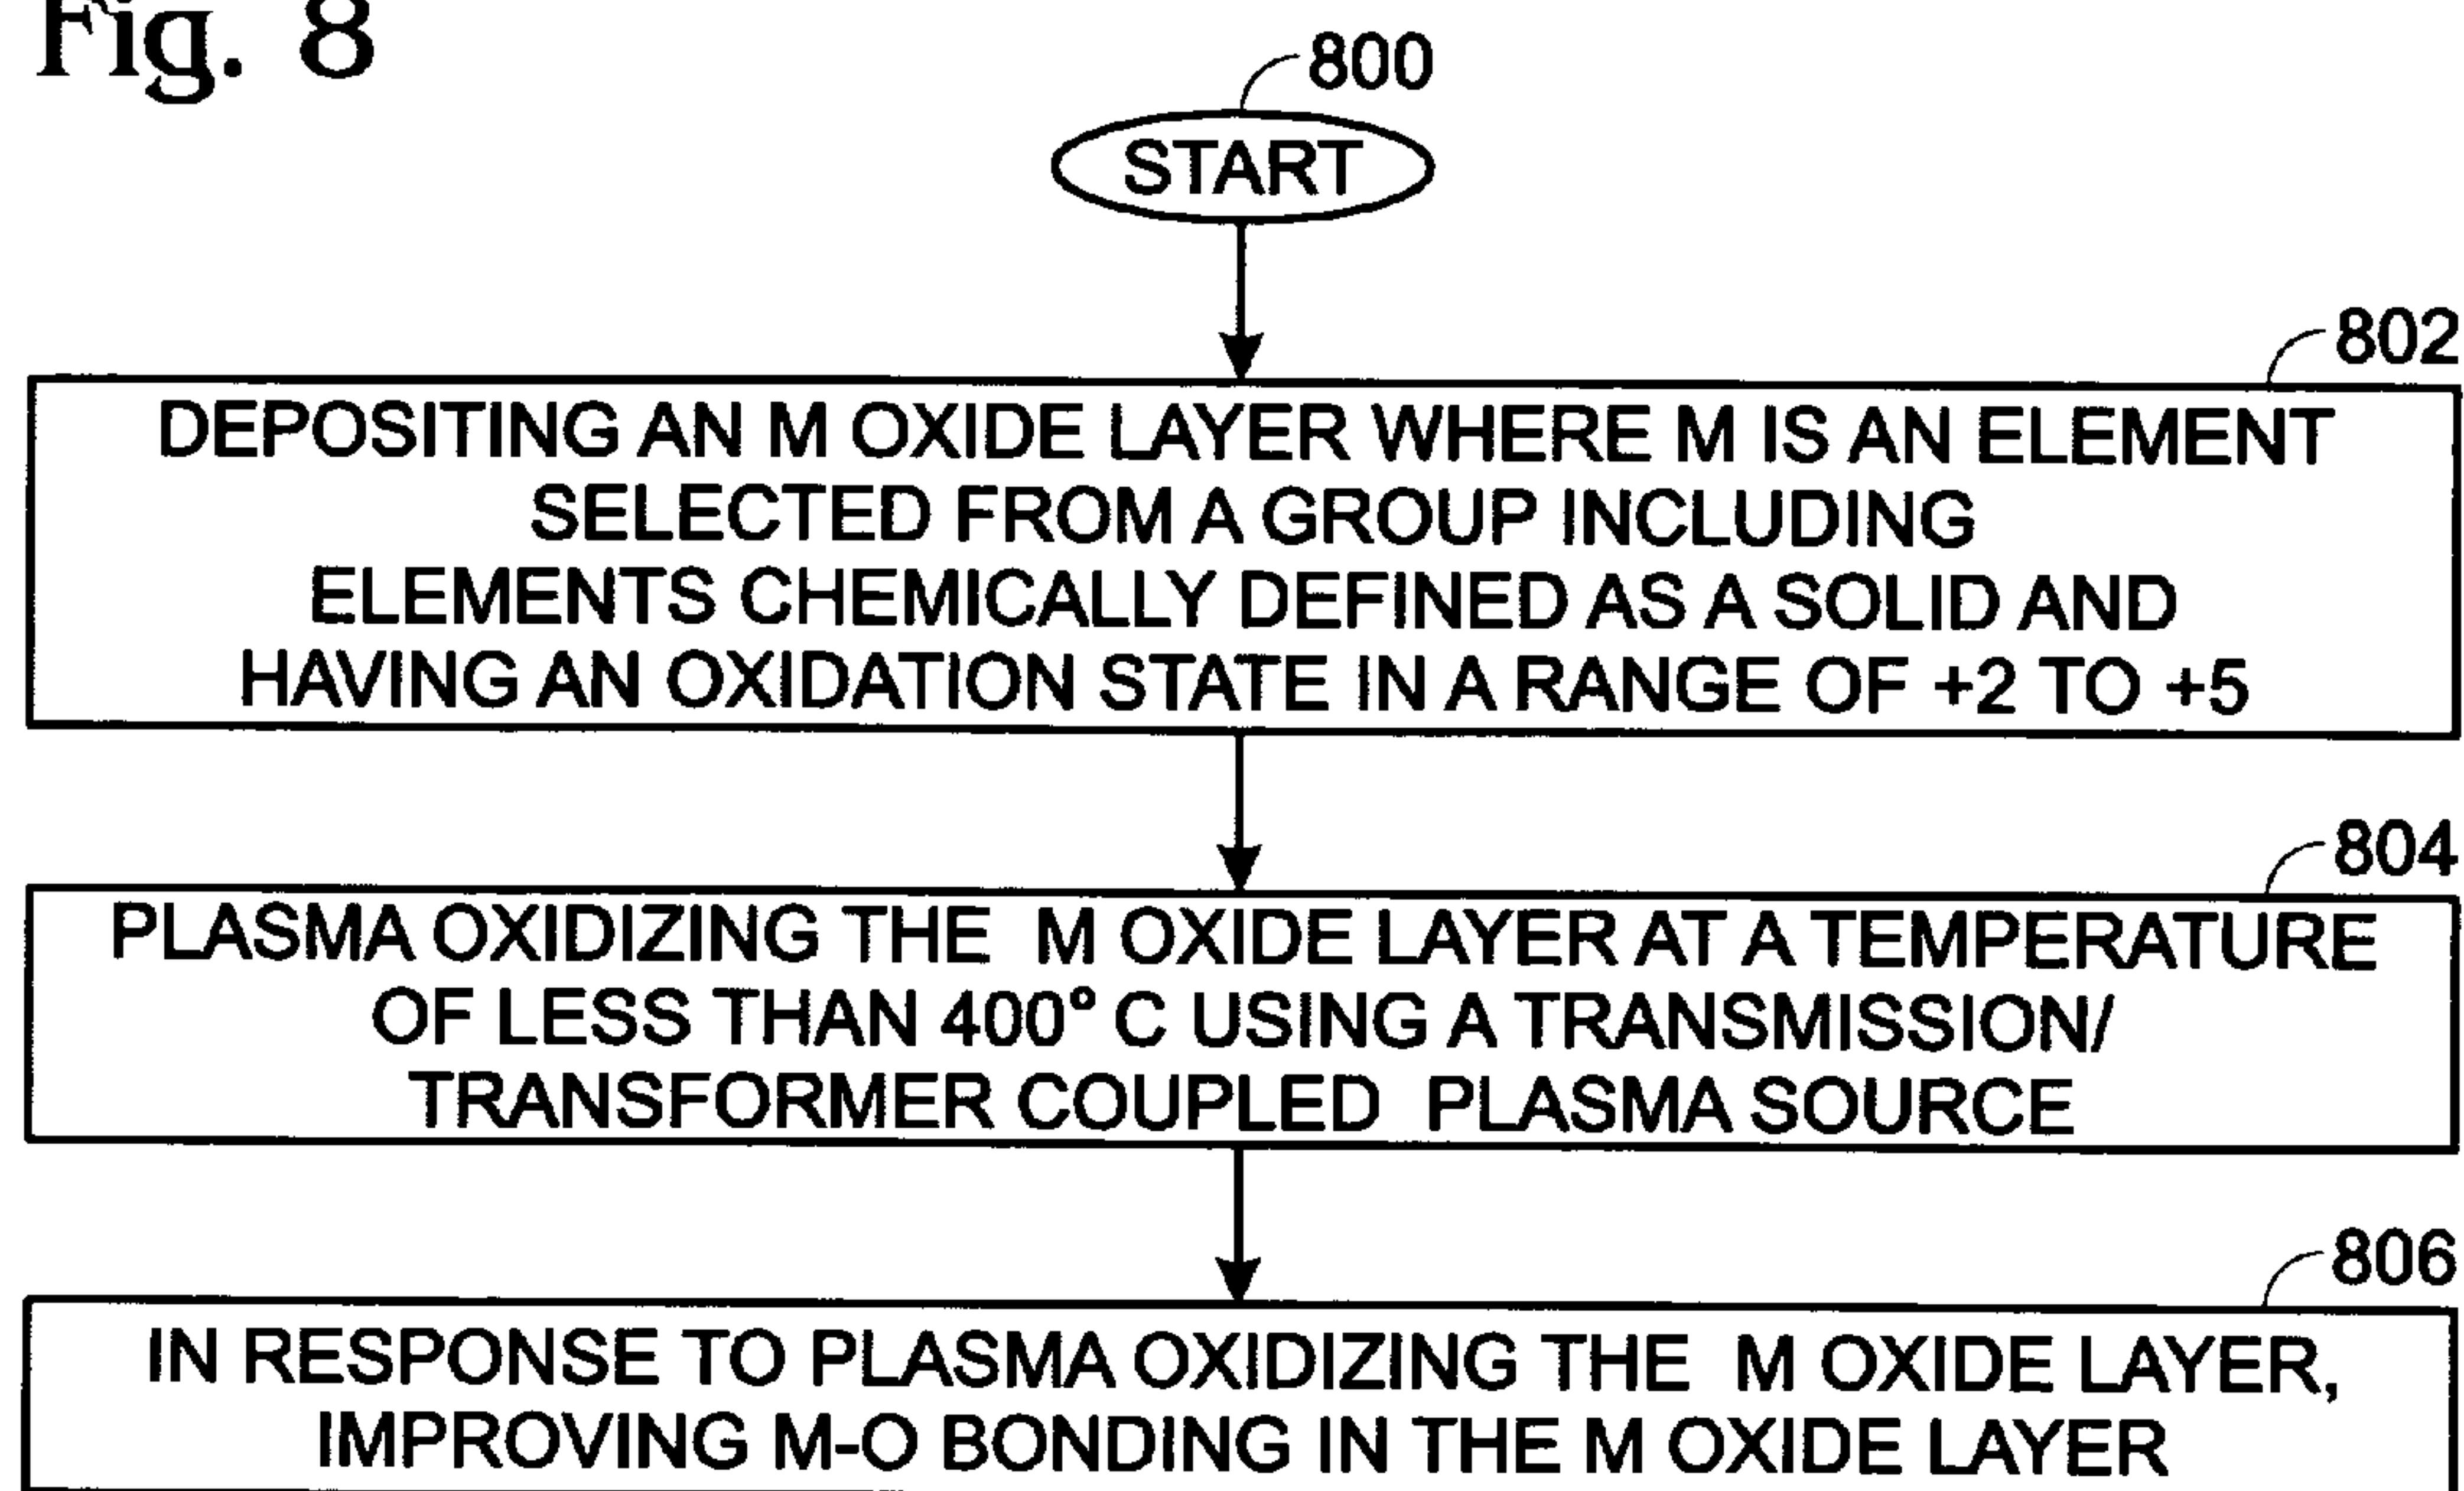 Fig. 8
800
START
802
DEPOSITING AN M OXIDE LAYER WHERE M IS AN ELEMENT
SELECTED FROM A GROUP INCLUDING
ELEMENTS CHEMICALLY DEFINED AS A SOLID AND
HAVING AN OXIDATION STATE IN A RANGE OF +2 TO +5
804
PLASMA OXIDIZING THE M OXIDE LAYER AT A TEMPERATURE
OF LESS THAN 400° C USING A TRANSMISSION/
TRANSFORMER COUPLED PLASMA SOURCE
806
IN RESPONSE TO PLASMA OXIDIZING THE M OXIDE LAYER,
IMPROVING M-O BONDING IN THE M OXIDE LAYER